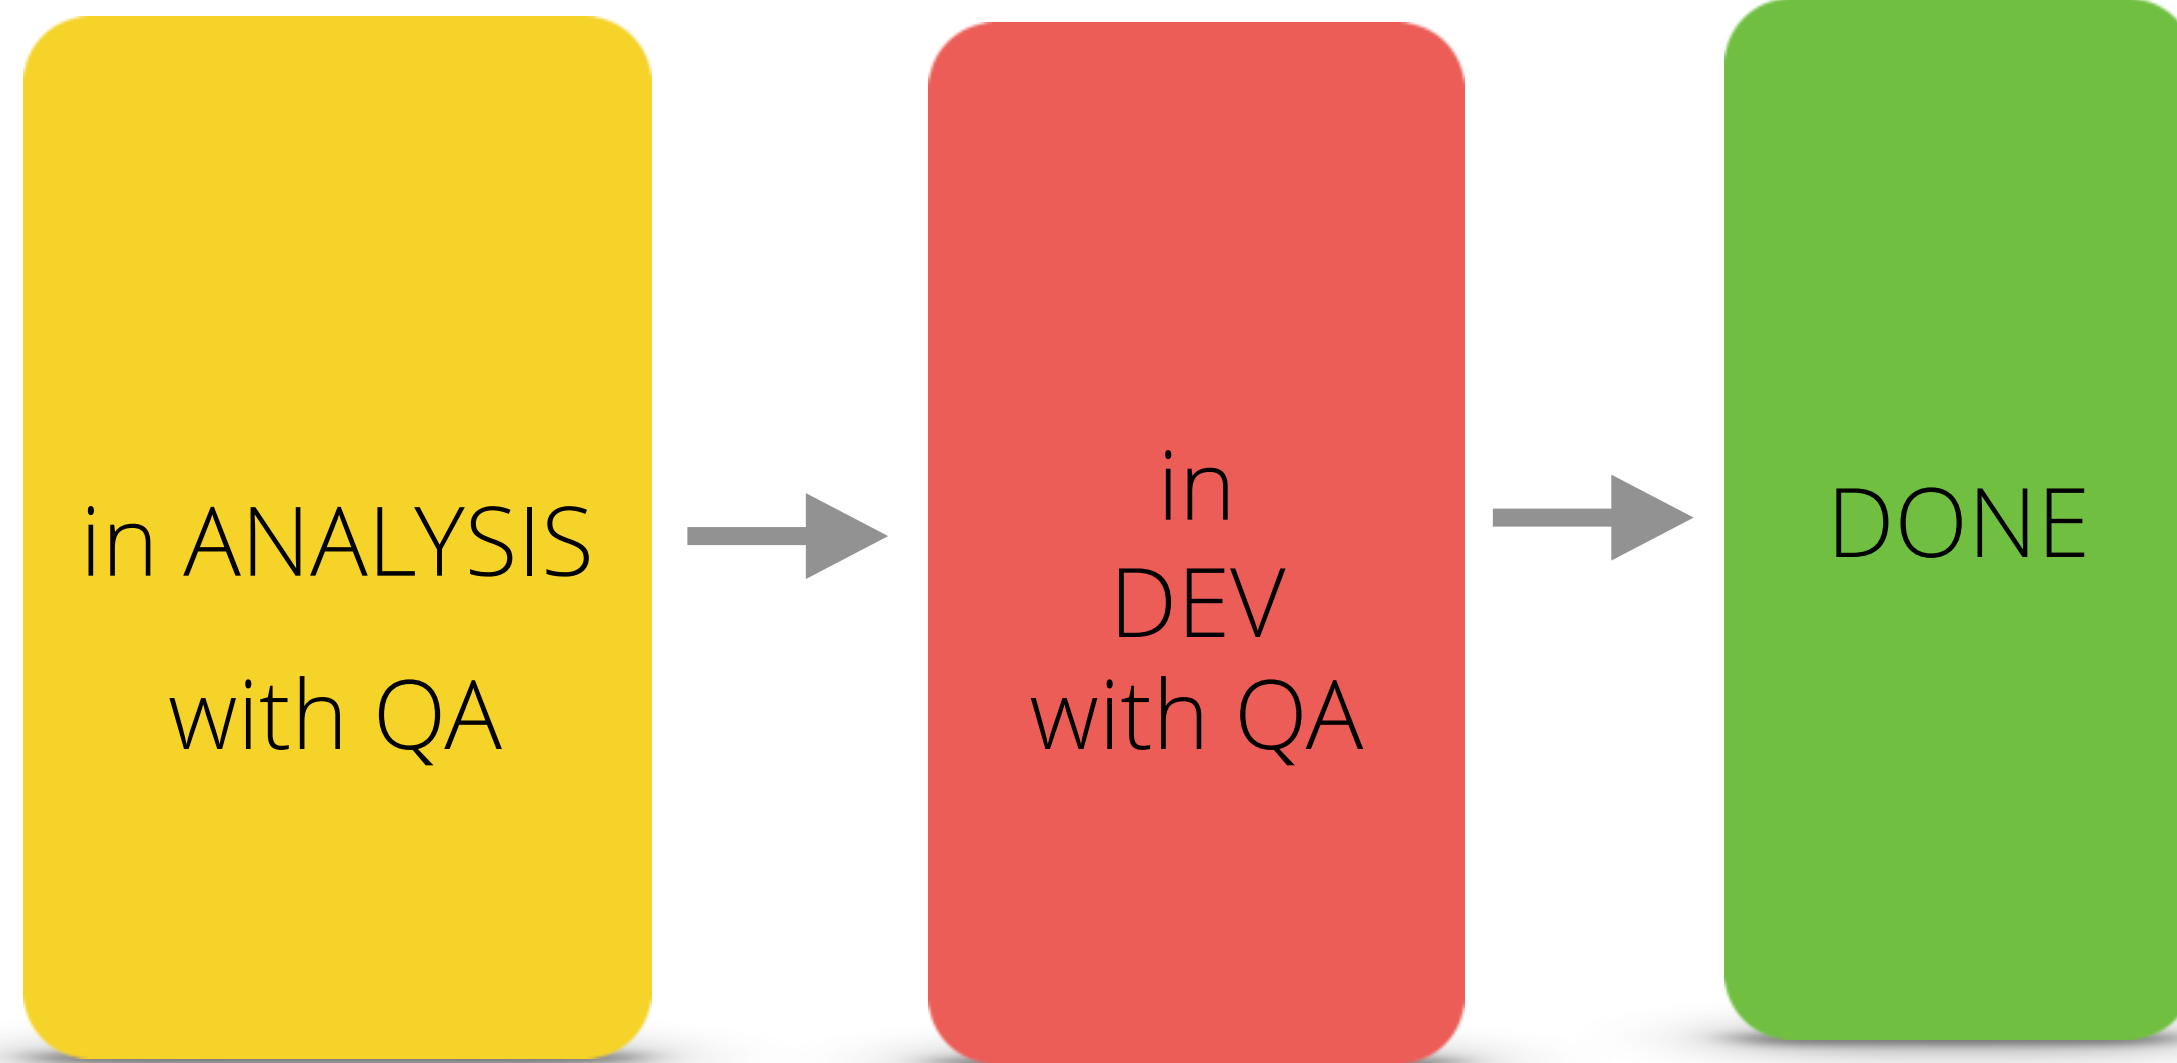 in ANALYSIS
with QA
in
DEV
with QA
DONE